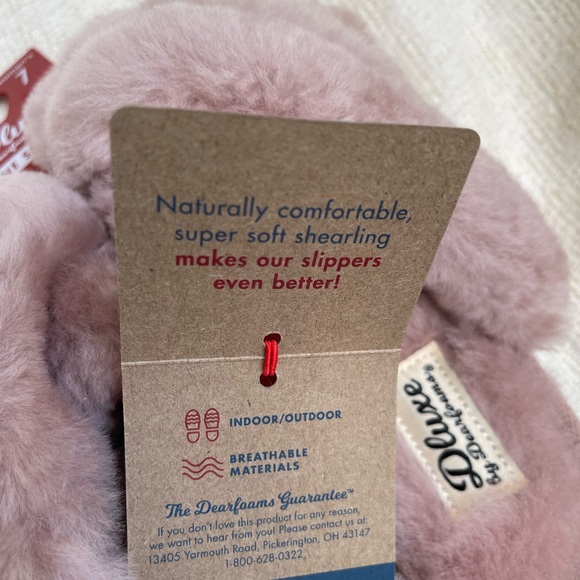 Naturally comfortable,
super soft shearling
makes our slippers
even better!
INDOOR/OUTDOOR
BREATHABLE
MATERIALS
The Dearfoams Guarantee™
If you don't love this product for any reason,
we want to hear from you! Please contact us at:
13405 Yarmouth Road, Pickerington, OH 43147
1-800-628-0322
Dluxe
By Dearfoams
7